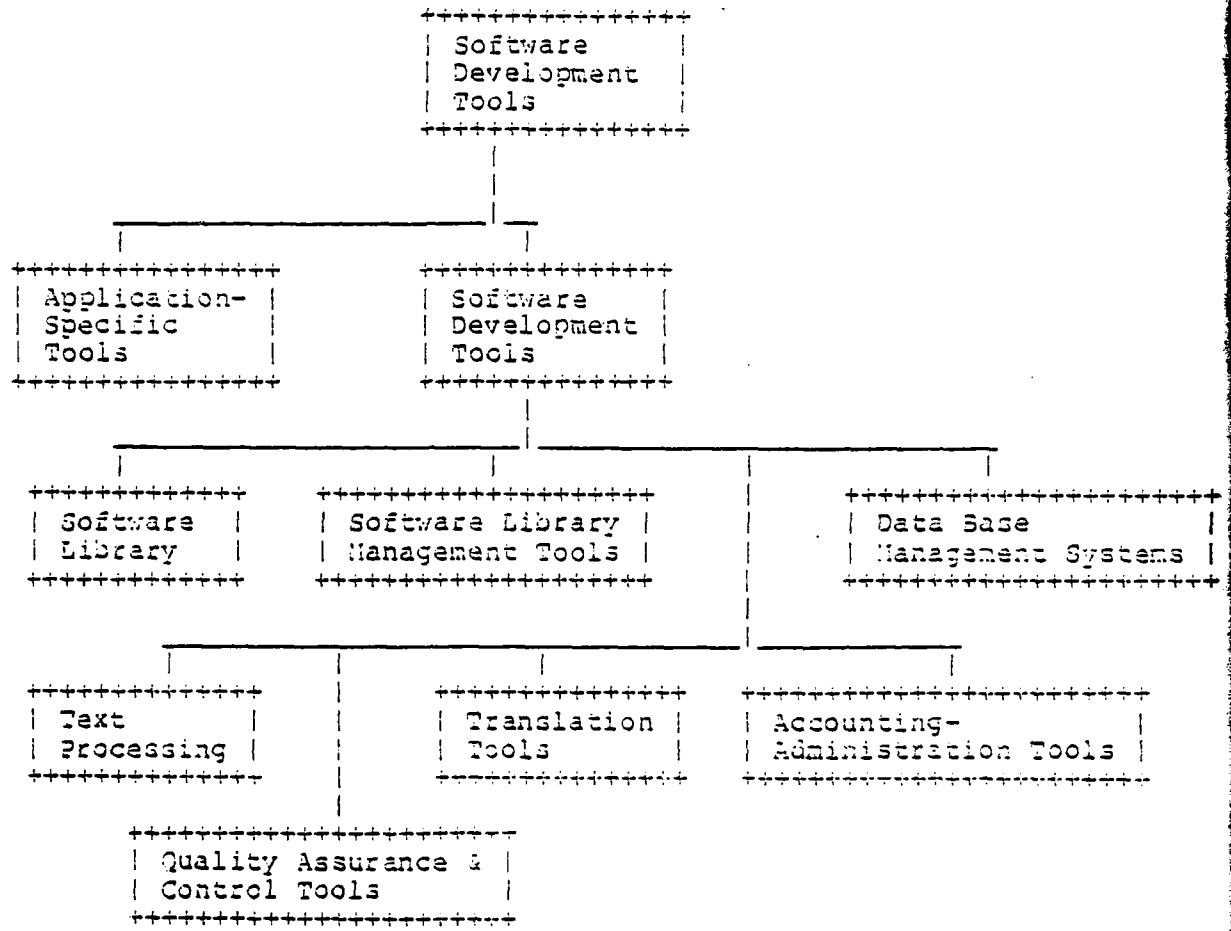 Software
Development
Tools
Application-
Specific
Tools
Software
Development
Tools
Software
Library
Software Library
Management Tools
Data Base
Management Systems
Text
Processing
Translation
Tools
Accounting-
Administration Tools
Quality Assurance &
Control Tools